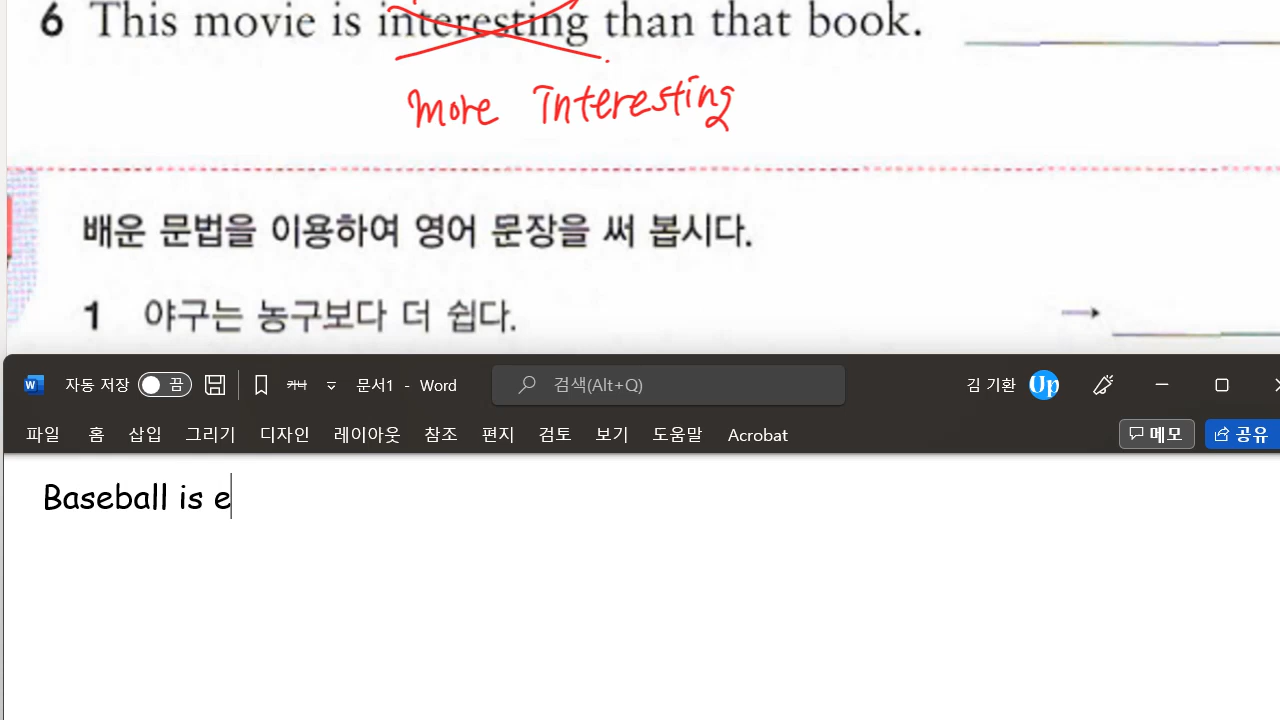 6 This movie is interesting than that book.
more interesting
배운 문법을 이용하여 영어 문장을 써 봅시다.
1 야구는 농구보다 더 쉽다. →
자동 저장 끔 문서1 - Word 검색(Alt+Q) 김 기환 Up
파일 홈 삽입 그리기 디자인 레이아웃 참조 편지 검토 보기 도움말 Acrobat 메모 공유
Baseball is e